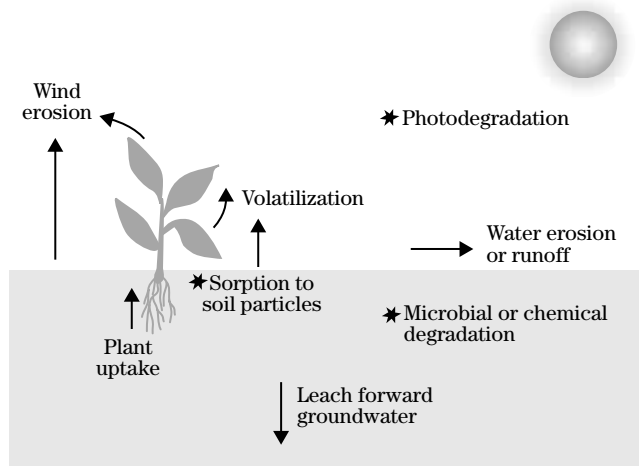 Wind
erosion
Photodegradation
Volatilization
Water erosion
or runoff
Sorption to
soil particles
Microbial or chemical
degradation
Plant
uptake
Leach forward
groundwater